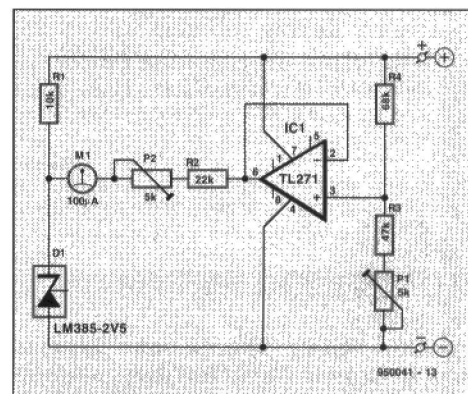 +
+
R1
10k
R4
68k
IC1
5
1
7
2
M1
P2
R2
6
-
TL271
22k
3
100µA
5k
8
4
+
R3
47k
D1
P1
5k
LM385-2V5
-
-
950041 - 13